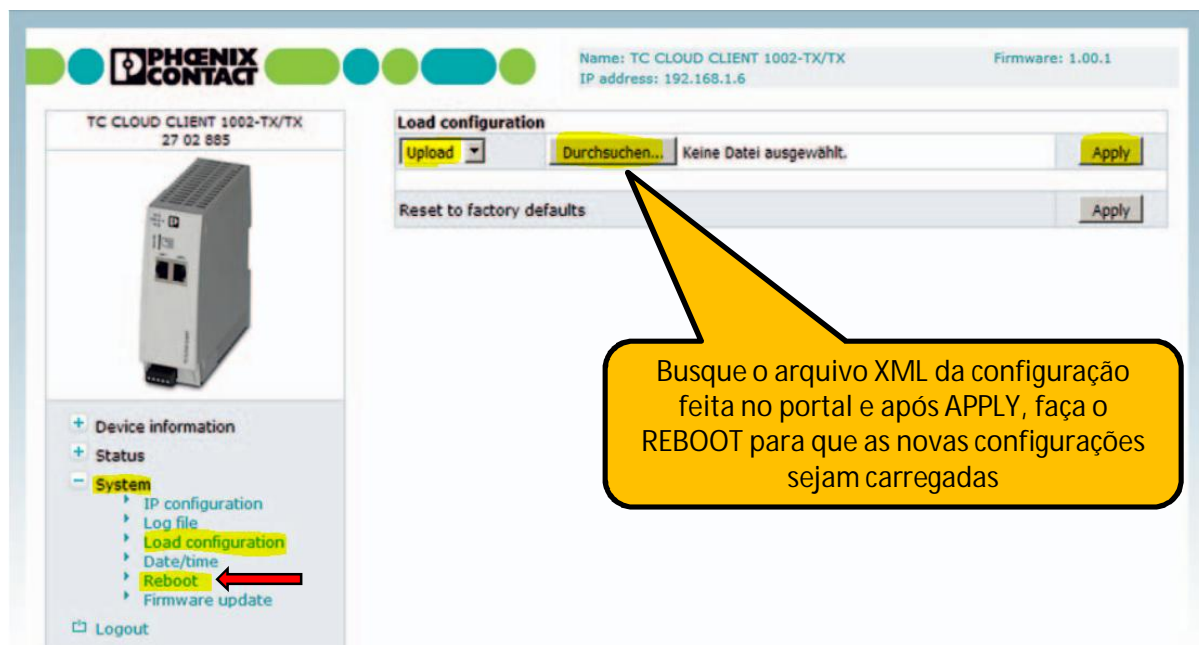 PHŒNIX
CONTACT
Name: TC CLOUD CLIENT 1002-TX/TX
Firmware: 1.00.1
IP address: 192.168.1.6
TC CLOUD CLIENT 1002-TX/TX
27 02 885
Load configuration
Upload
Durchsuchen...
Keine Datei ausgewählt.
Apply
Reset to factory defaults
Apply
Busque o arquivo XML da configuração
feita no portal e após APPLY, faça o
REBOOT para que as novas configurações
sejam carregadas
Device information
Status
System
IP configuration
Log file
Load configuration
Date/time
Reboot
Firmware update
Logout